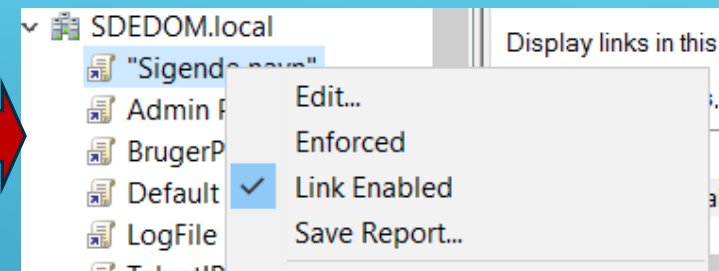 SDEDOM.local
Display links in this
"Sigende navn"
Edit...
Admin P
Enforced
BrugerP
Link Enabled
Default
LogFile
Save Report...